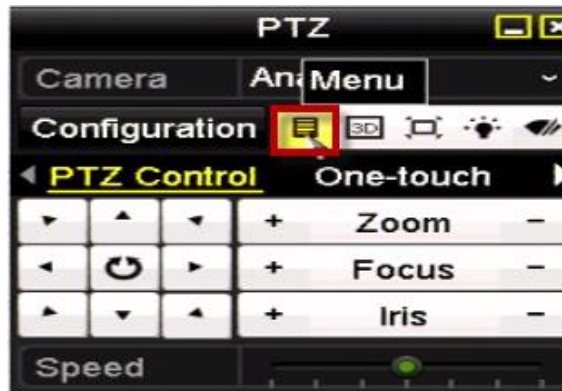 PTZ
Camera Ana
Menu
Configuration 3D
PTZ Control One-touch
+ Zoom -
+ Focus -
+ Iris -
Speed